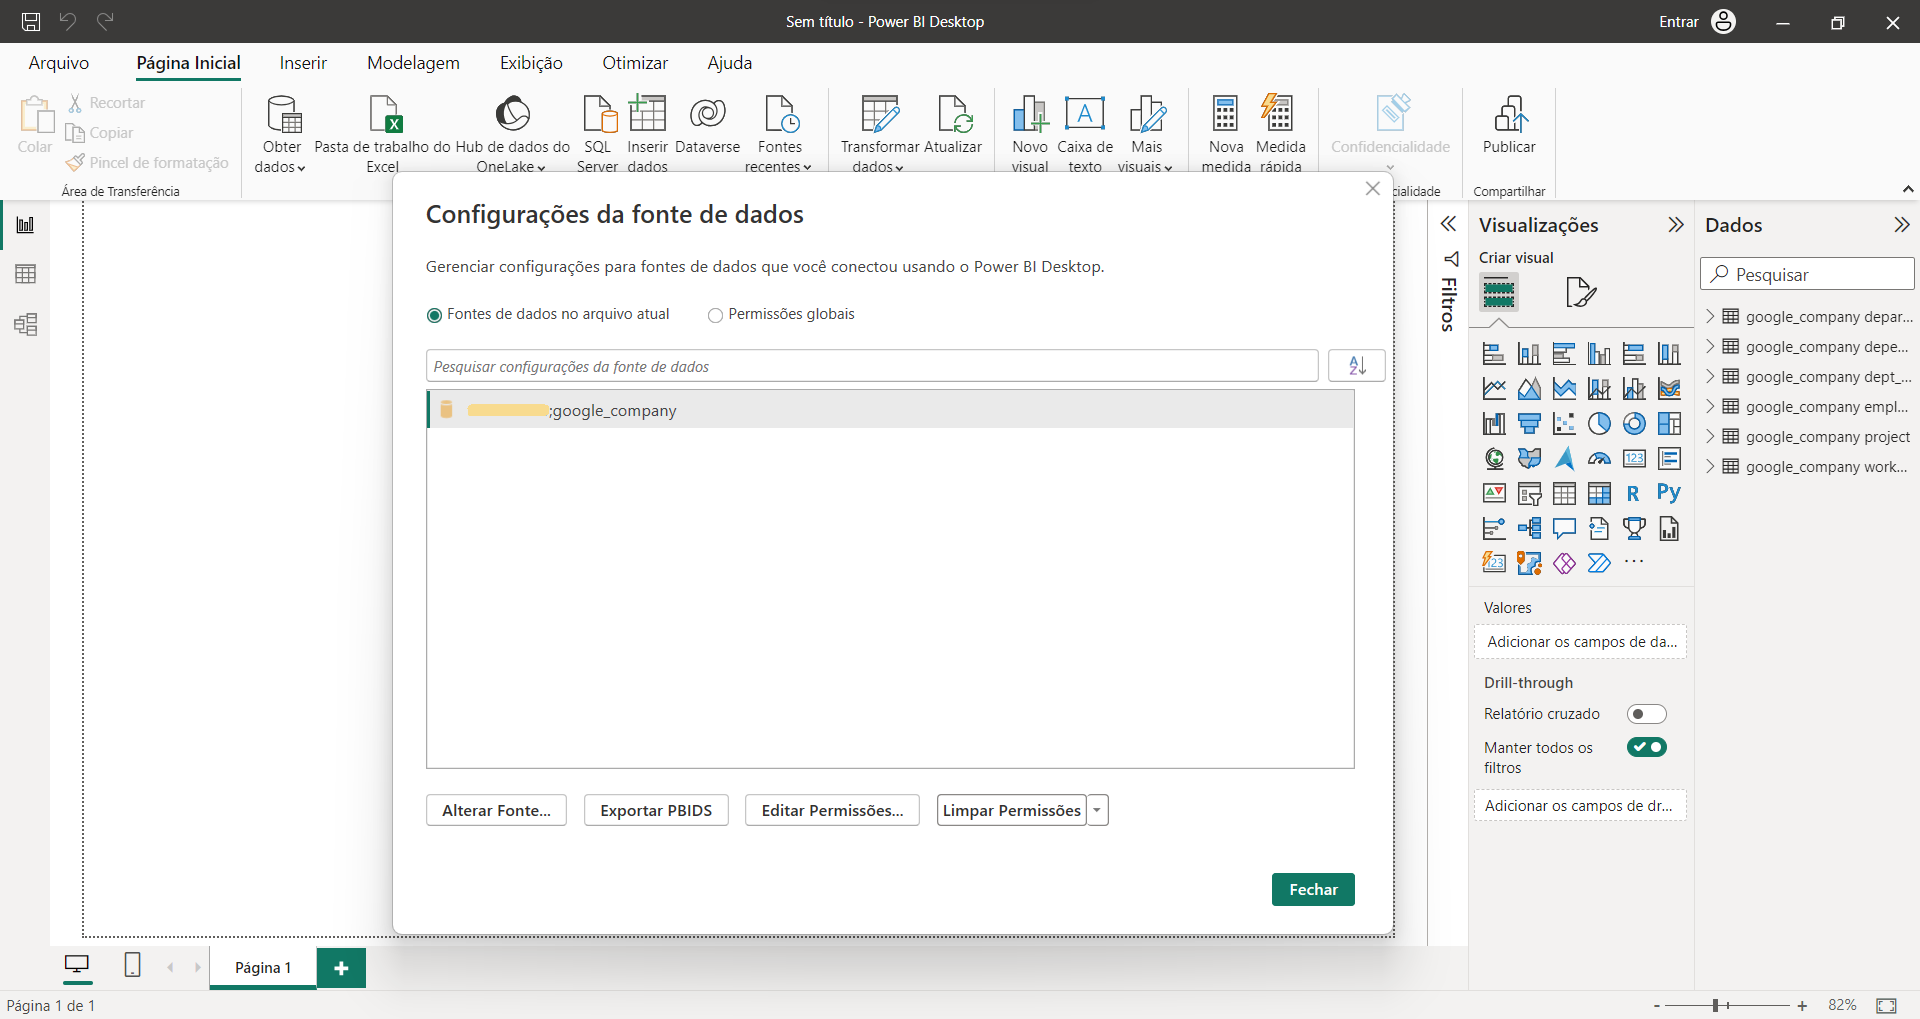 Sem título - Power BI Desktop
Entrar
Arquivo
Página Inicial
Inserir
Modelagem
Exibição
Otimizar
Ajuda
Colar
Recortar
Copiar
Pincel de formatação
Área de Transferência
Obter
dados
Pasta de trabalho do
Excel
Hub de dados do
OneLake
SQL
Server
Inserir
dados
Dataverse
Fontes
recentes
Transformar
dados
Atualizar
Novo
visual
Caixa de
texto
Mais
visuais
Nova
medida
Medida
rápida
Confidencialidade
cialidade
Publicar
Compartilhar
Configurações da fonte de dados
Gerenciar configurações para fontes de dados que você conectou usando o Power BI Desktop.
Fontes de dados no arquivo atual
Permissões globais
Pesquisar configurações da fonte de dados
;google_company
Alterar Fonte...
Exportar PBIDS
Editar Permissões...
Limpar Permissões
Fechar
Filtros
Visualizações
Criar visual
Valores
Adicionar os campos de da...
Drill-through
Relatório cruzado
Manter todos os
filtros
Adicionar os campos de dr...
Dados
Pesquisar
google_company depar...
google_company depe...
google_company dept_...
google_company empl...
google_company project
google_company work...
Página 1
Página 1 de 1
82%